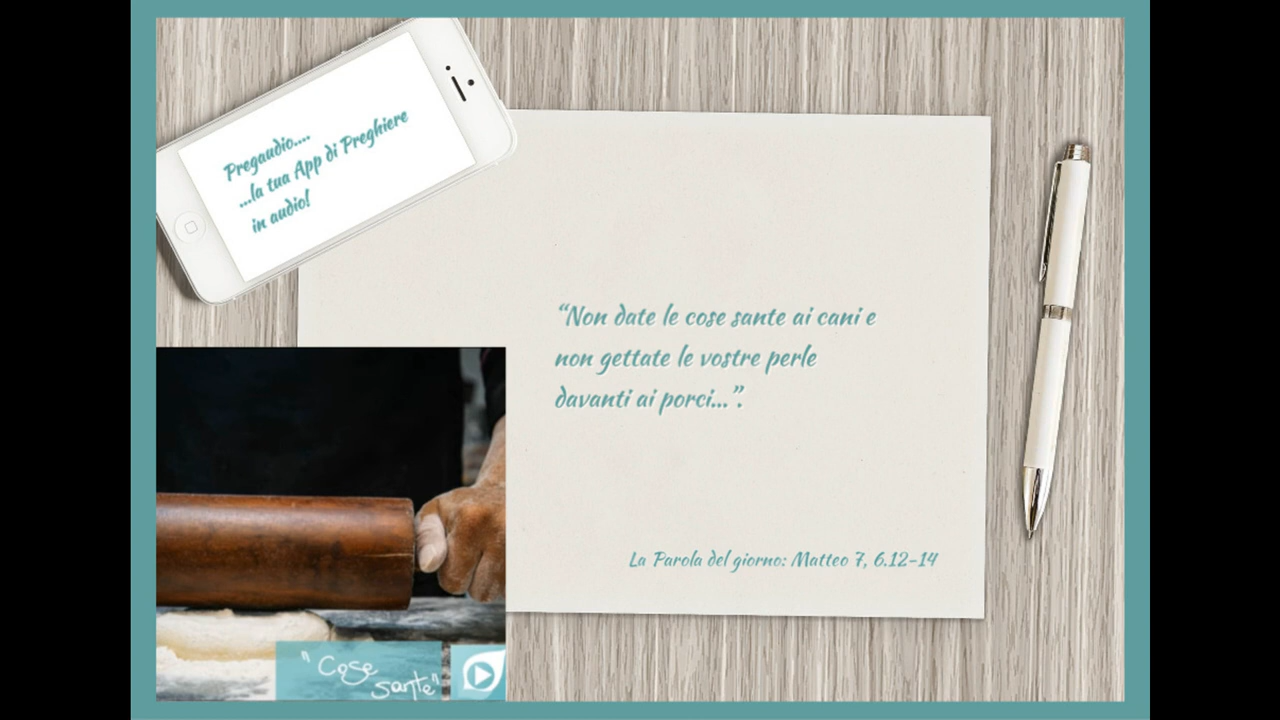 Pregaudio....
...la tua App di Preghiere
in audio!
“Non date le cose sante ai cani e
non gettate le vostre perle
davanti ai porci...”.
La Parola del giorno: Matteo 7, 6.12-14
"Cose
sante"